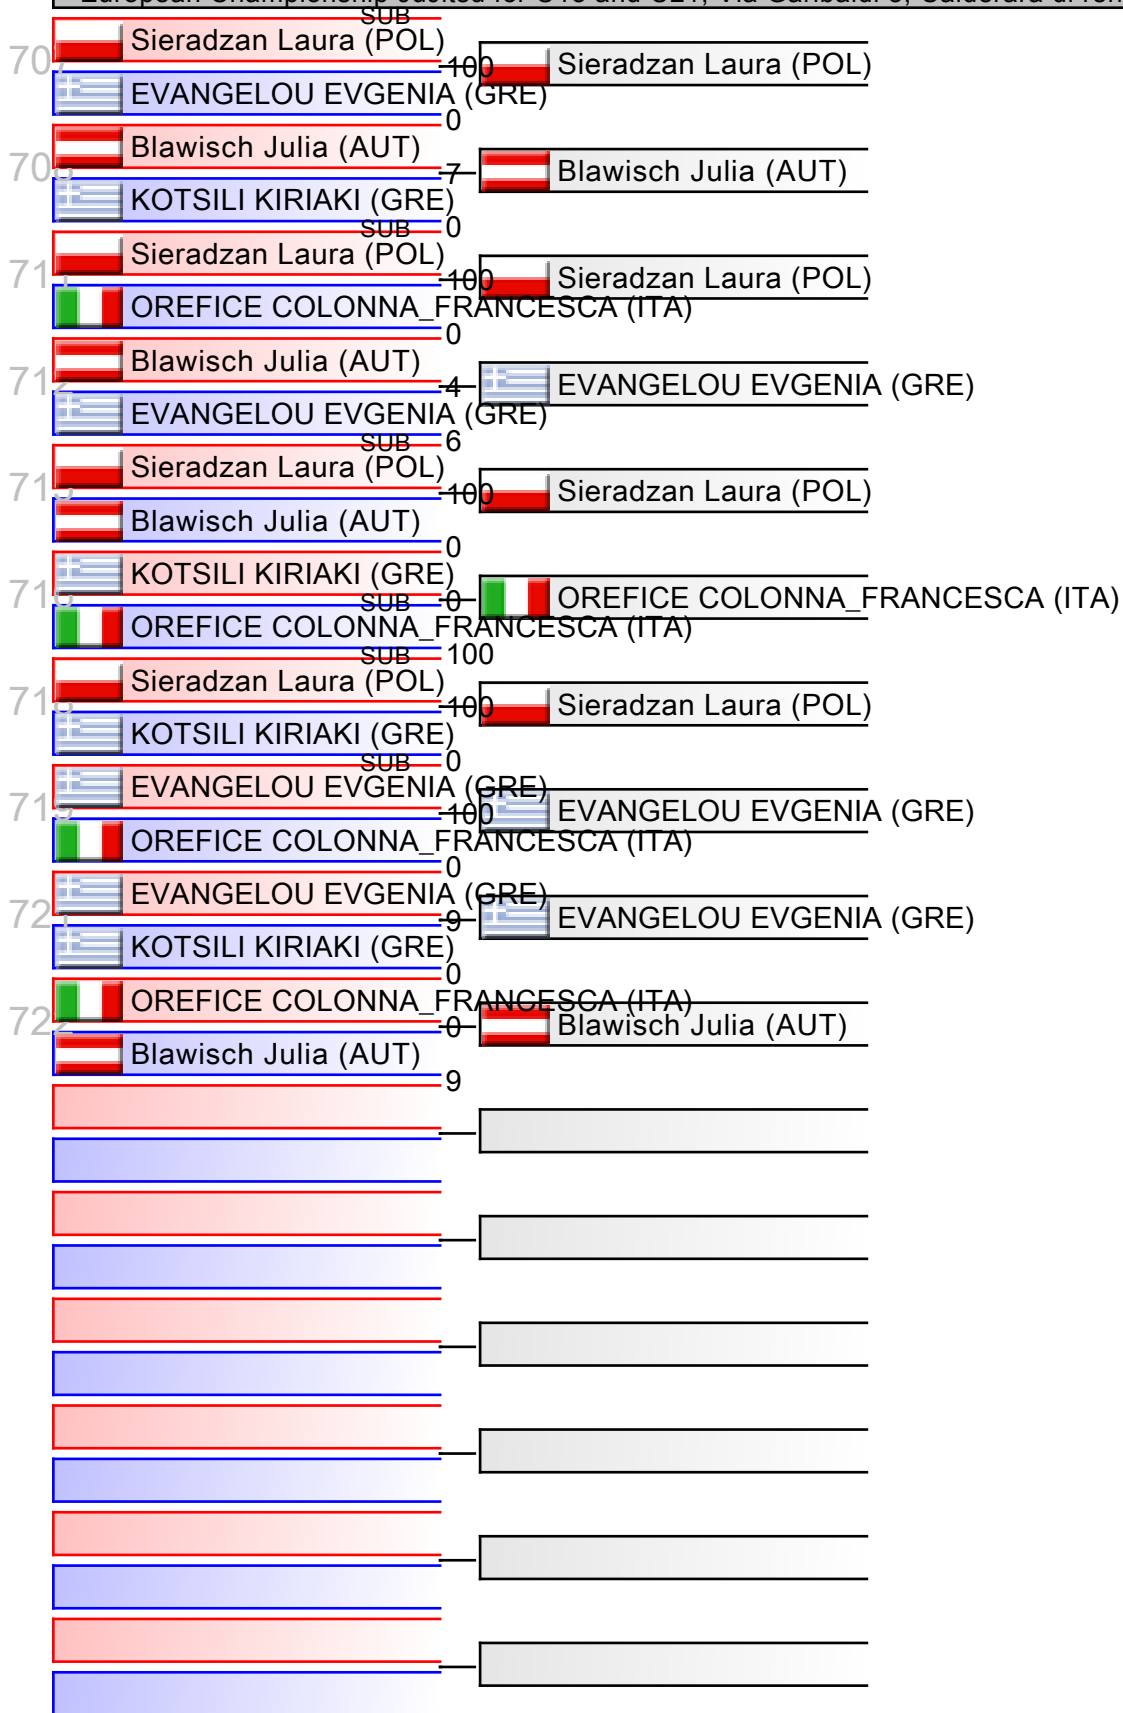 SUB
Sieradzan Laura (POL)
100
Sieradzan Laura (POL)
EVANGELOU EVGENIA (GRE)
0
Blawisch Julia (AUT)
7
Blawisch Julia (AUT)
KOTSILI KIRIAKI (GRE)
0
SUB
Sieradzan Laura (POL)
100
Sieradzan Laura (POL)
OREFICE COLONNA_FRANCESCA (ITA)
0
Blawisch Julia (AUT)
4
EVANGELOU EVGENIA (GRE)
EVANGELOU EVGENIA (GRE)
6
SUB
Sieradzan Laura (POL)
100
Sieradzan Laura (POL)
Blawisch Julia (AUT)
0
KOTSILI KIRIAKI (GRE)
0
OREFICE COLONNA_FRANCESCA (ITA)
SUB
OREFICE COLONNA_FRANCESCA (ITA)
100
SUB
Sieradzan Laura (POL)
100
Sieradzan Laura (POL)
KOTSILI KIRIAKI (GRE)
0
SUB
EVANGELOU EVGENIA (GRE)
100
EVANGELOU EVGENIA (GRE)
OREFICE COLONNA_FRANCESCA (ITA)
0
EVANGELOU EVGENIA (GRE)
9
EVANGELOU EVGENIA (GRE)
KOTSILI KIRIAKI (GRE)
0
OREFICE COLONNA_FRANCESCA (ITA)
0
Blawisch Julia (AUT)
Blawisch Julia (AUT)
9